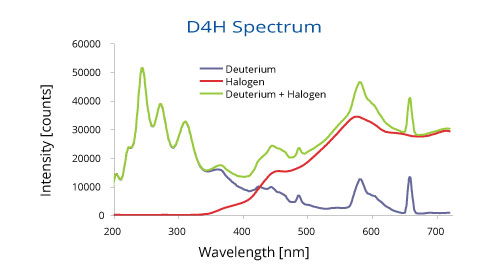 D4H Spectrum
60000
50000
40000
30000
20000
10000
0
Intensity [counts]
Deuterium
Halogen
Deuterium + Halogen
200 300 400 500 600 700
Wavelength [nm]